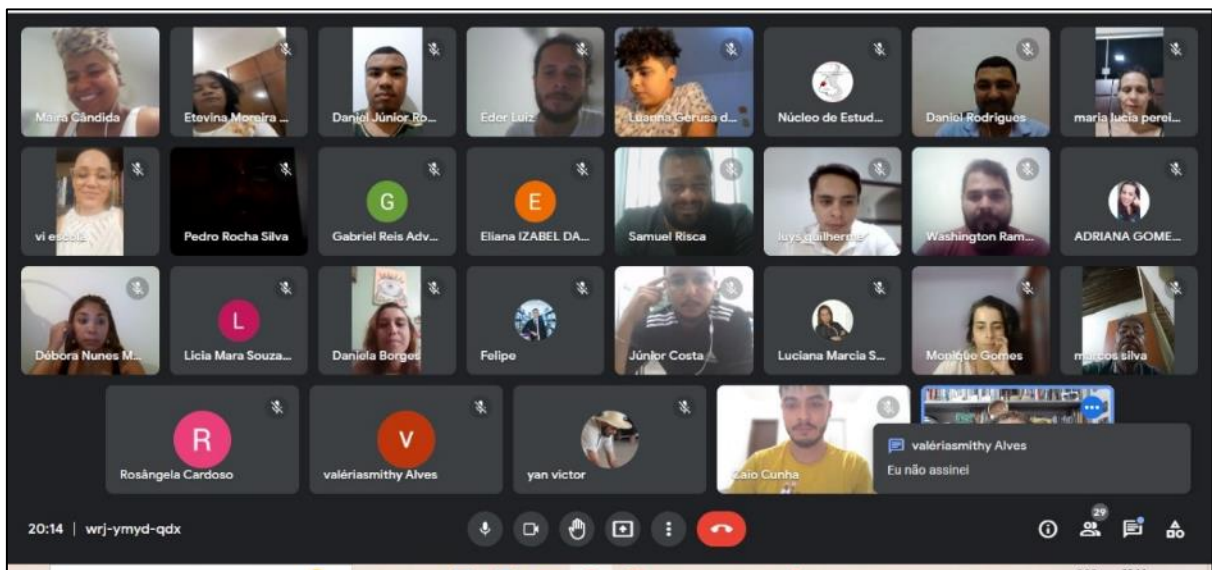 Maíra Cândida
Etevina Moreira ...
Daniel Júnior Ro...
Eder Luiz
Luanna Gerusa d...
Núcleo de Estud...
Daniel Rodrigues
maria lucia perei...
vi escola
Pedro Rocha Silva
Gabriel Reis Adv...
Eliana IZABEL DA...
Samuel Risca
luys guilherme
Washington Ram...
ADRIANA GOME...
Débora Nunes M...
Licia Mara Souza...
Daniela Borges
Felipe
Júnior Costa
Luciana Marcia S...
Monique Gomes
marcos silva
Rosângela Cardoso
valériasmithy Alves
yan victor
Zaio Cunha
valériasmithy Alves
Eu não assinei
G
E
L
R
V
20:14 | wrj-ymyd-qdx
29